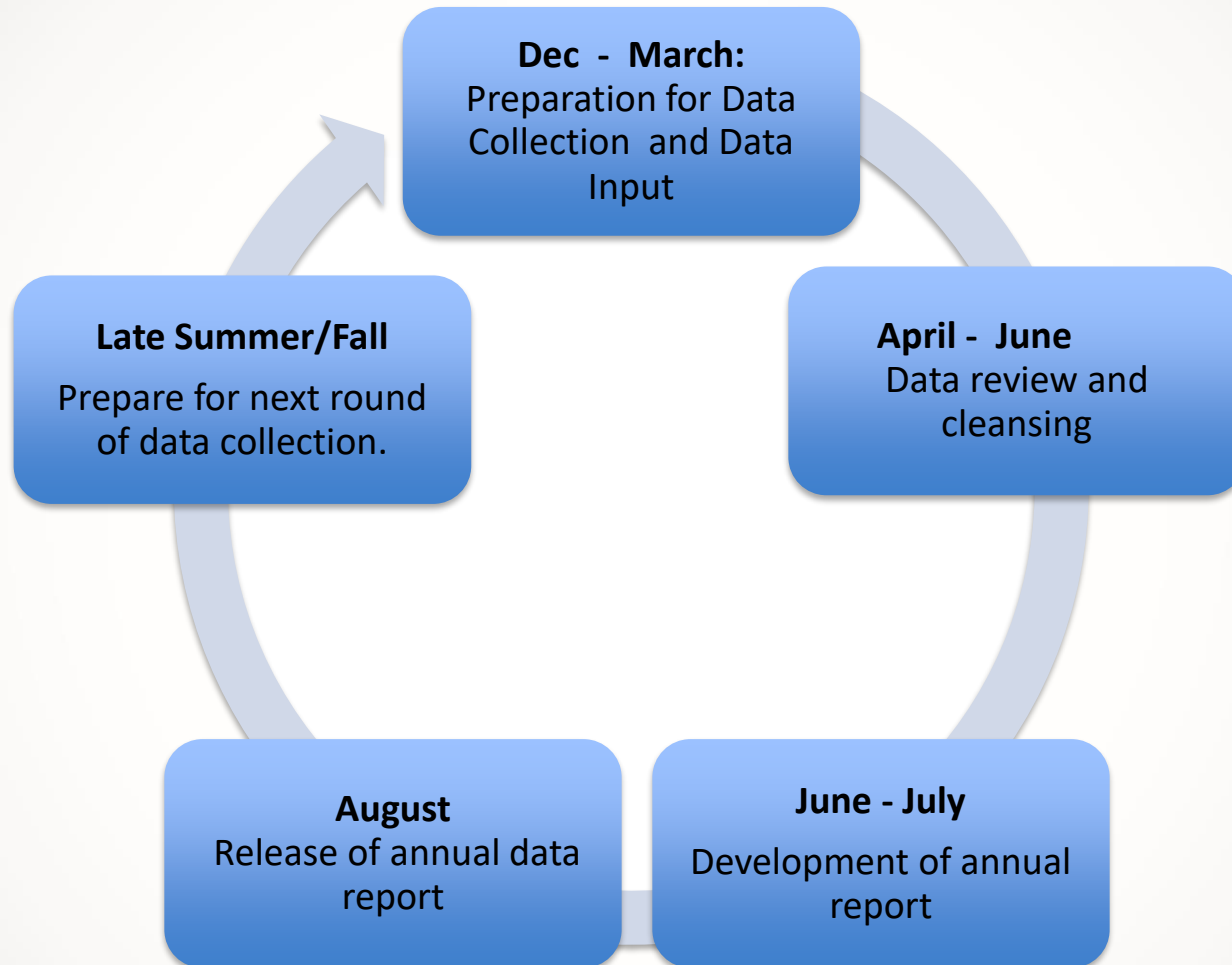 Dec - March:
Preparation for Data
Collection and Data
Input
April - June
Data review and
cleansing
June - July
Development of annual
report
August
Release of annual data
report
Late Summer/Fall
Prepare for next round
of data collection.